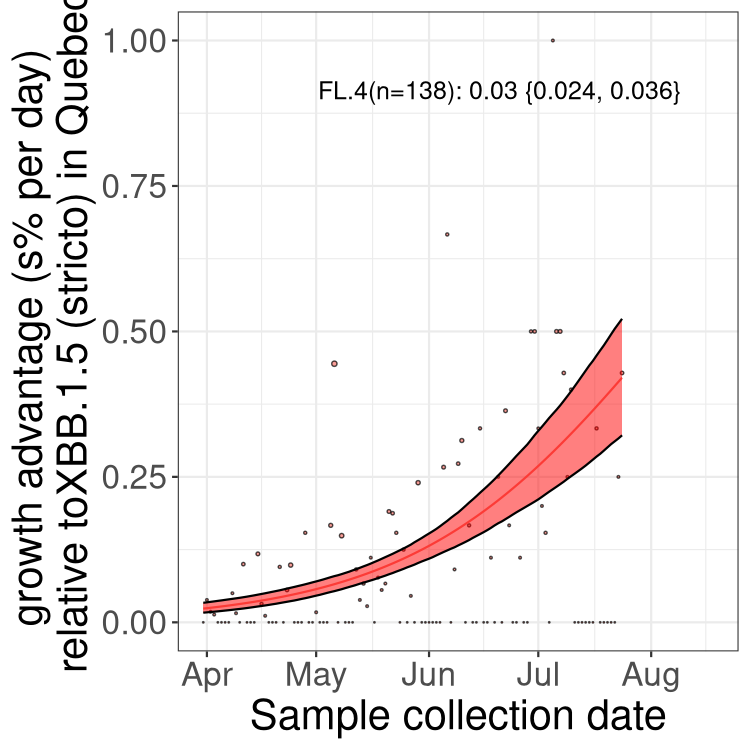 growth advantage (s% per day)
relative toXBB.1.5 (stricto) in Quebec
1.00
0.75
0.50
0.25
0.00
FL.4(n=138): 0.03 {0.024, 0.036}
Apr
May
Jun
Jul
Aug
Sample collection date